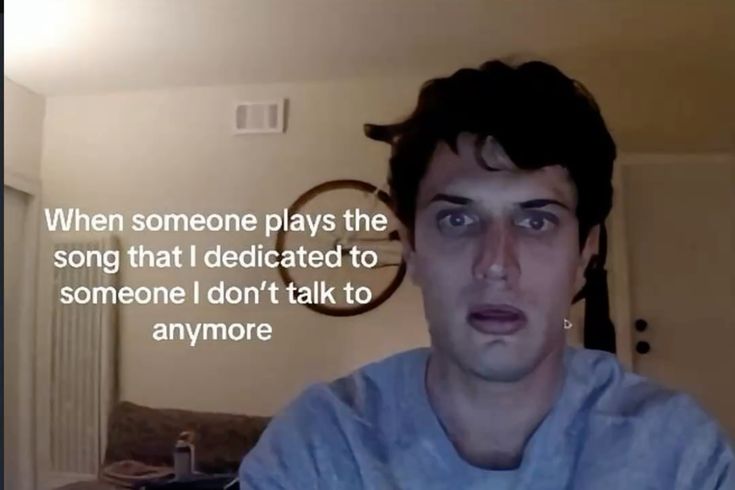 When someone plays the
song that I dedicated to
someone I don't talk to
anymore